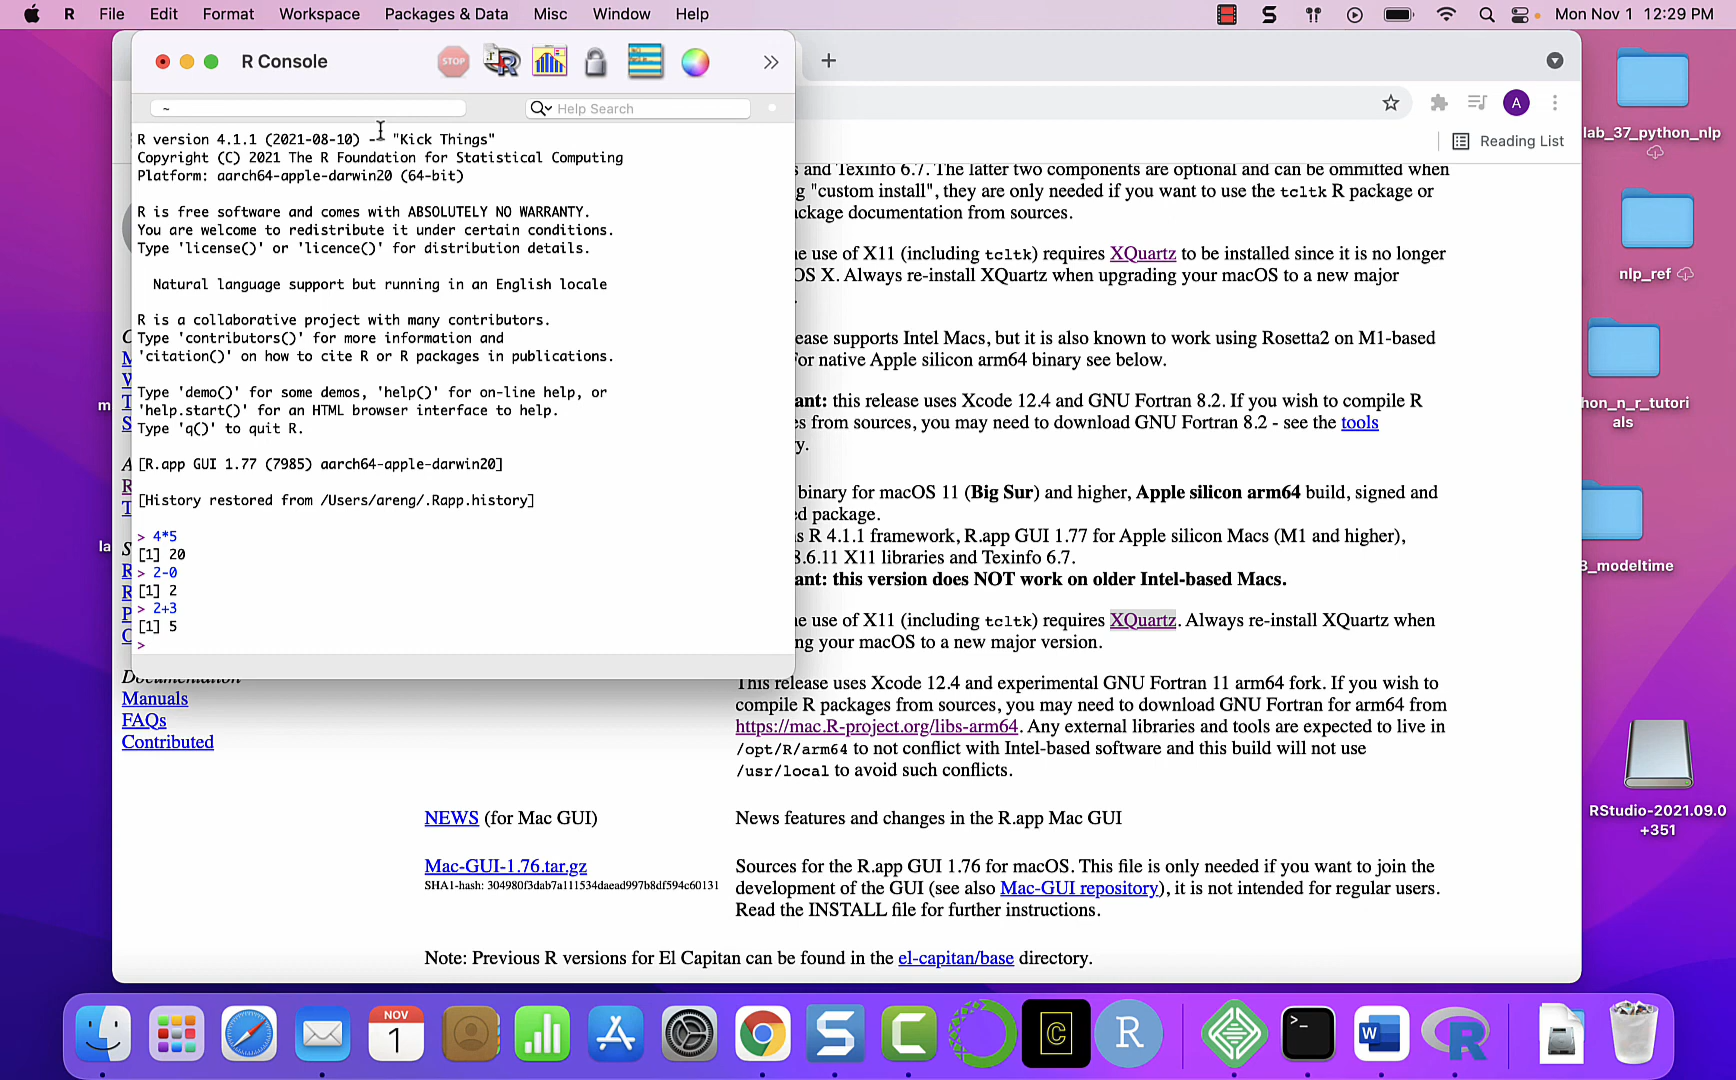 R File Edit Format Workspace Packages & Data Misc Window Help
Mon Nov 1 12:29 PM
R Console
STOP
~
Help Search
R version 4.1.1 (2021-08-10) -- "Kick Things"
Copyright (C) 2021 The R Foundation for Statistical Computing
Platform: aarch64-apple-darwin20 (64-bit)
R is free software and comes with ABSOLUTELY NO WARRANTY.
You are welcome to redistribute it under certain conditions.
Type 'license()' or 'licence()' for distribution details.
Natural language support but running in an English locale
R is a collaborative project with many contributors.
Type 'contributors()' for more information and
'citation()' on how to cite R or R packages in publications.
Type 'demo()' for some demos, 'help()' for on-line help, or
'help.start()' for an HTML browser interface to help.
Type 'q()' to quit R.
[R.app GUI 1.77 (7985) aarch64-apple-darwin20]
[History restored from /Users/areng/.Rapp.history]
> 4*5
[1] 20
> 2-0
[1] 2
> 2+3
[1] 5
>
A
Reading List
s and Texinfo 6.7. The latter two components are optional and can be ommitted when
g "custom install", they are only needed if you want to use the tcltk R package or
ckage documentation from sources.
e use of X11 (including tcltk) requires XQuartz to be installed since it is no longer
OS X. Always re-install XQuartz when upgrading your macOS to a new major
ease supports Intel Macs, but it is also known to work using Rosetta2 on M1-based
For native Apple silicon arm64 binary see below.
ant: this release uses Xcode 12.4 and GNU Fortran 8.2. If you wish to compile R
s from sources, you may need to download GNU Fortran 8.2 - see the tools
y.
binary for macOS 11 (Big Sur) and higher, Apple silicon arm64 build, signed and
d package.
s R 4.1.1 framework, R.app GUI 1.77 for Apple silicon Macs (M1 and higher),
8.6.11 X11 libraries and Texinfo 6.7.
ant: this version does NOT work on older Intel-based Macs.
e use of X11 (including tcltk) requires XQuartz. Always re-install XQuartz when
ng your macOS to a new major version.
This release uses Xcode 12.4 and experimental GNU Fortran 11 arm64 fork. If you wish to
compile R packages from sources, you may need to download GNU Fortran for arm64 from
https://mac.R-project.org/libs-arm64. Any external libraries and tools are expected to live in
/opt/R/arm64 to not conflict with Intel-based software and this build will not use
/usr/local to avoid such conflicts.
Documentation
Manuals
FAQs
Contributed
NEWS (for Mac GUI)
News features and changes in the R.app Mac GUI
Mac-GUI-1.76.tar.gz
SHA1-hash: 304980f3dab7a111534daead997b8df594c60131
Sources for the R.app GUI 1.76 for macOS. This file is only needed if you want to join the
development of the GUI (see also Mac-GUI repository), it is not intended for regular users.
Read the INSTALL file for further instructions.
Note: Previous R versions for El Capitan can be found in the el-capitan/base directory.
lab_37_python_nlp
nlp_ref
hon_n_r_tutori
als
3_modeltime
RStudio-2021.09.0
+351
NOV
1
S
C
C
R
>_
W
R